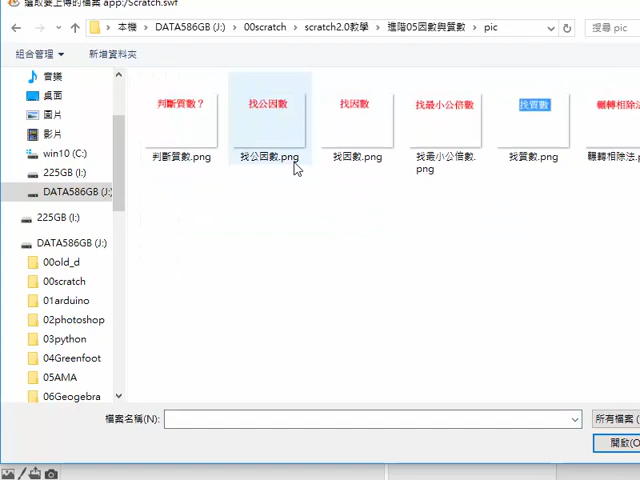 選取要上傳的檔案 app:/Scratch.swf
本機 > DATA586GB (J:) > 00scratch > scratch2.0教學 > 進階05因數與質數 > pic
搜尋 pic
組合管理 新增資料夾
音樂
桌面
圖片
影片
win10 (C:)
225GB (I:)
DATA586GB (J:)
225GB (I:)
DATA586GB (J:)
00old_d
00scratch
01arduino
02photoshop
03python
04Greenfoot
05AMA
06Geogebra
判斷質數？ 找公因數 找因數 找最小公倍數 找質數 輾轉相除法
判斷質數.png 找公因數.png 找因數.png 找最小公倍數.png 找質數.png 輾轉相除法.p
檔案名稱(N):
所有檔案 (
開啟(O